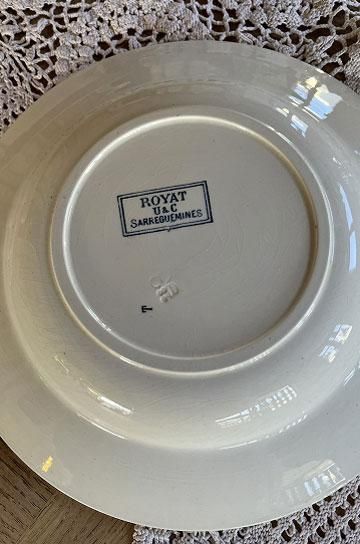 ROYAT
U & C
SARREGUEMINES
T